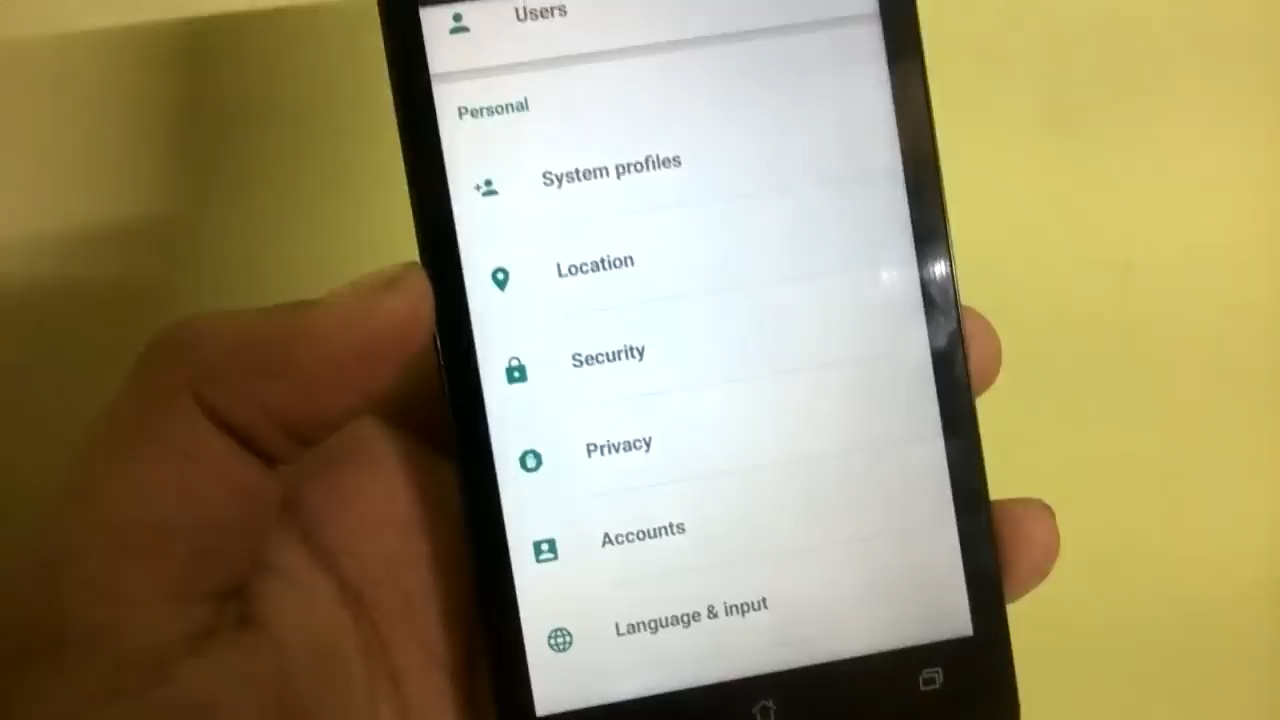 Users
Personal
System profiles
Location
Security
Privacy
Accounts
Language & input